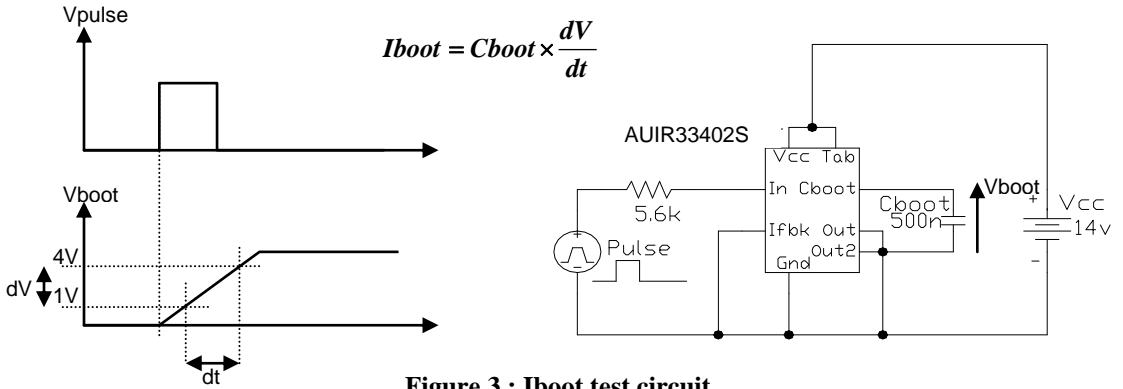 Vpulse
Iboot = Cboot × dV/dt
AUIR33402S
Vcc Tab
In Cboot
Ifbk Out
Out2
Gnd
5.6k
Pulse
+
-
Cboot
500n
Vboot
+
Vcc
14v
-
Vboot
4V
dV
1V
dt
Figure 3 : Iboot test circuit